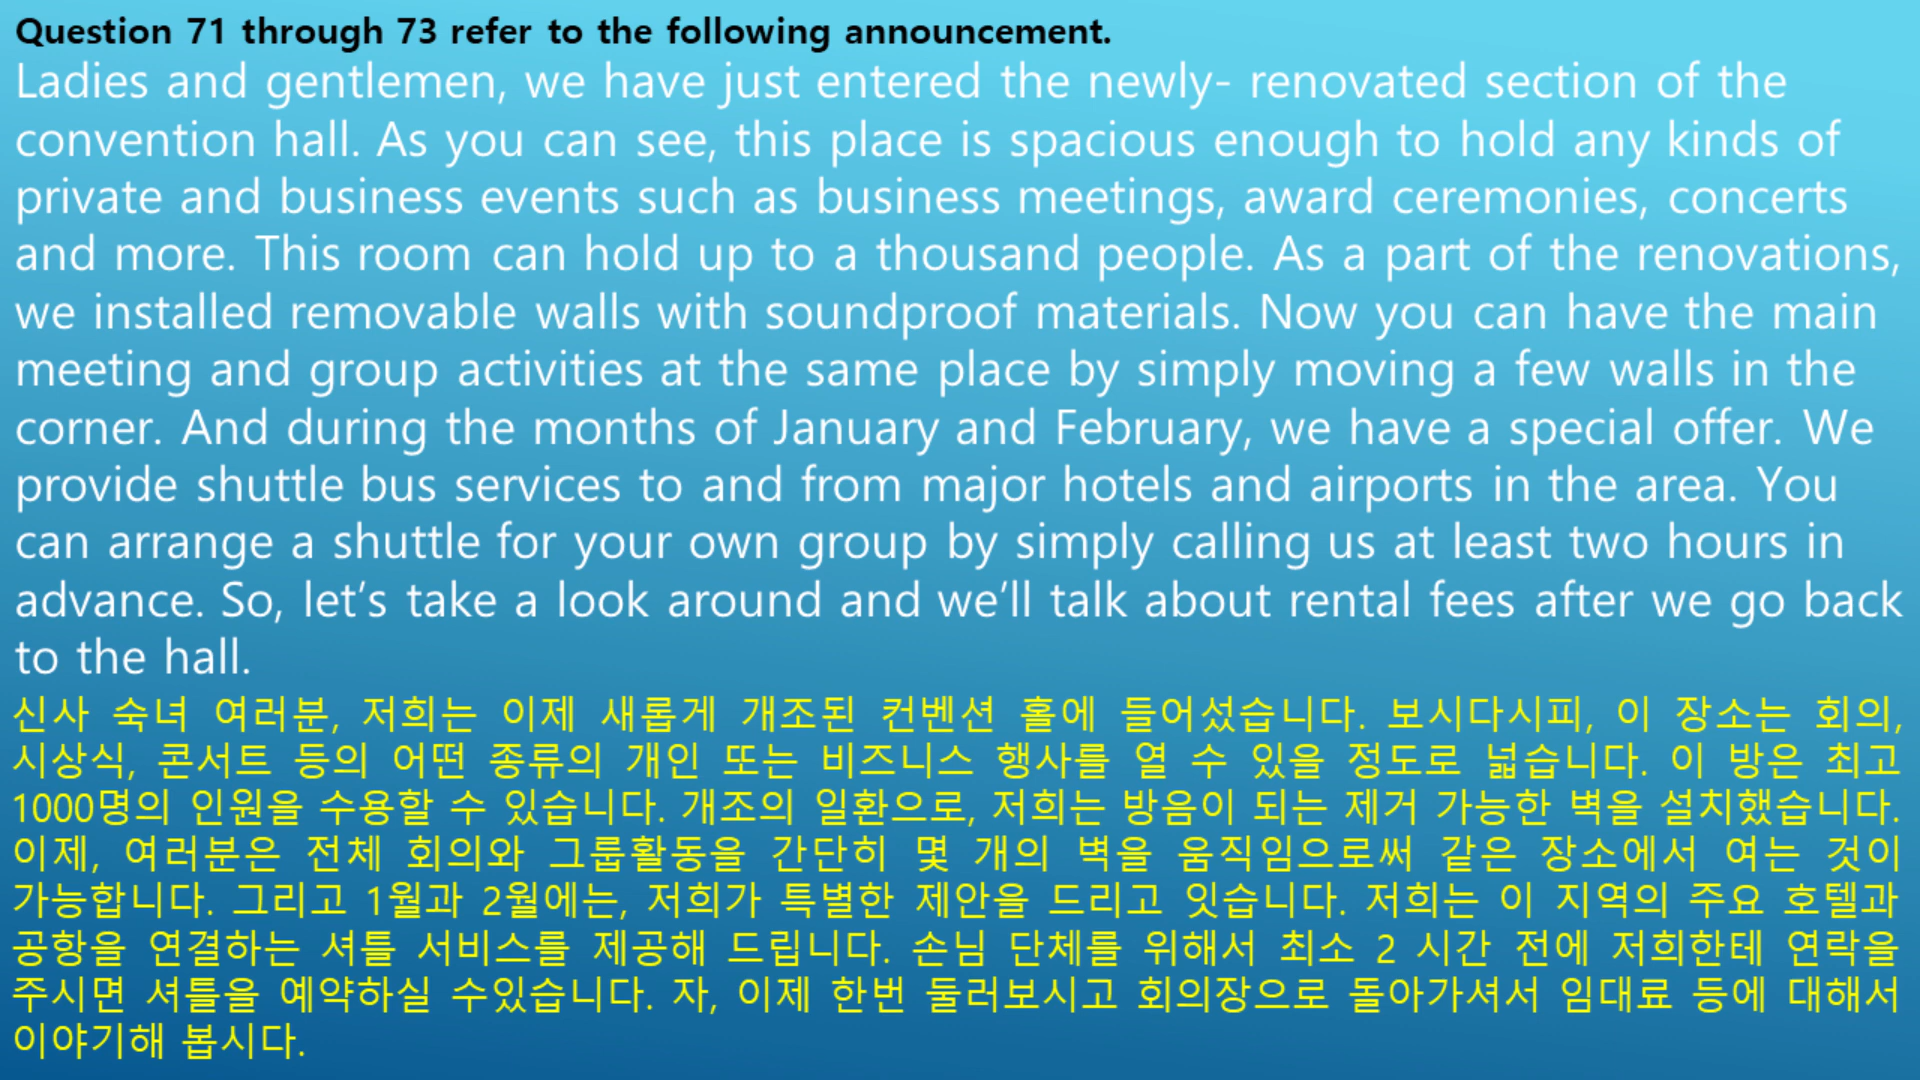 Question 71 through 73 refer to the following announcement.
Ladies and gentlemen, we have just entered the newly- renovated section of the
convention hall. As you can see, this place is spacious enough to hold any kinds of
private and business events such as business meetings, award ceremonies, concerts
and more. This room can hold up to a thousand people. As a part of the renovations,
we installed removable walls with soundproof materials. Now you can have the main
meeting and group activities at the same place by simply moving a few walls in the
corner. And during the months of January and February, we have a special offer. We
provide shuttle bus services to and from major hotels and airports in the area. You
can arrange a shuttle for your own group by simply calling us at least two hours in
advance. So, let’s take a look around and we’ll talk about rental fees after we go back
to the hall.
신사 숙녀 여러분, 저희는 이제 새롭게 개조된 컨벤션 홀에 들어섰습니다. 보시다시피, 이 장소는 회의,
시상식, 콘서트 등의 어떤 종류의 개인 또는 비즈니스 행사를 열 수 있을 정도로 넓습니다. 이 방은 최고
1000명의 인원을 수용할 수 있습니다. 개조의 일환으로, 저희는 방음이 되는 제거 가능한 벽을 설치했습니다.
이제, 여러분은 전체 회의와 그룹활동을 간단히 몇 개의 벽을 움직임으로써 같은 장소에서 여는 것이
가능합니다. 그리고 1월과 2월에는, 저희가 특별한 제안을 드리고 잇습니다. 저희는 이 지역의 주요 호텔과
공항을 연결하는 셔틀 서비스를 제공해 드립니다. 손님 단체를 위해서 최소 2 시간 전에 저희한테 연락을
주시면 셔틀을 예약하실 수있습니다. 자, 이제 한번 둘러보시고 회의장으로 돌아가셔서 임대료 등에 대해서
이야기해 봅시다.